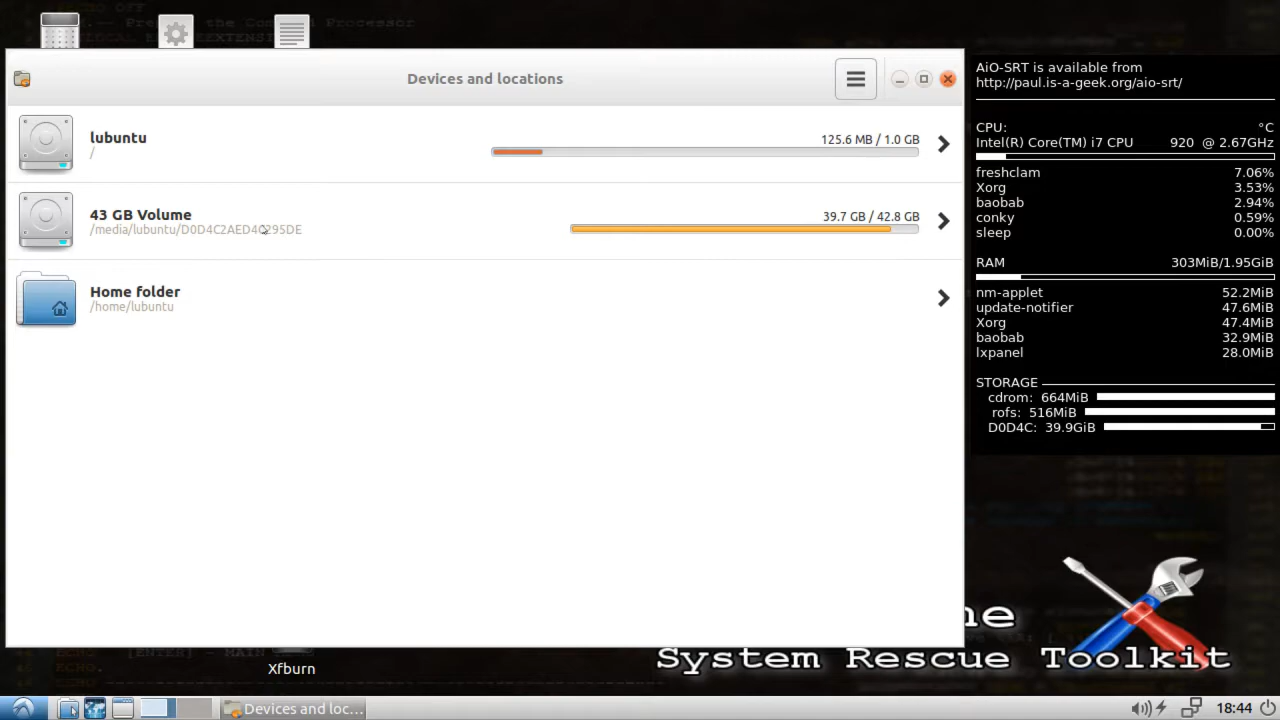 Devices and locations
lubuntu
/
125.6 MB / 1.0 GB
43 GB Volume
39.7 GB / 42.8 GB
Home folder
/home/lubuntu
AiO-SRT is available from
http://paul.is-a-geek.org/aio-srt/
CPU: °C
Intel(R) Core(TM) i7 CPU 920 @ 2.67GHz
freshclam 7.06%
Xorg 3.53%
baobab 2.94%
conky 0.59%
sleep 0.00%
RAM 303MiB/1.95GiB
nm-applet 52.2MiB
update-notifier 47.6MiB
Xorg 47.4MiB
baobab 32.9MiB
lxpanel 28.0MiB
STORAGE
cdrom: 664MiB
rofs: 516MiB
D0D4C: 39.9GiB
ne
System Rescue Toolkit
Xfburn
Devices and loc...
18:44